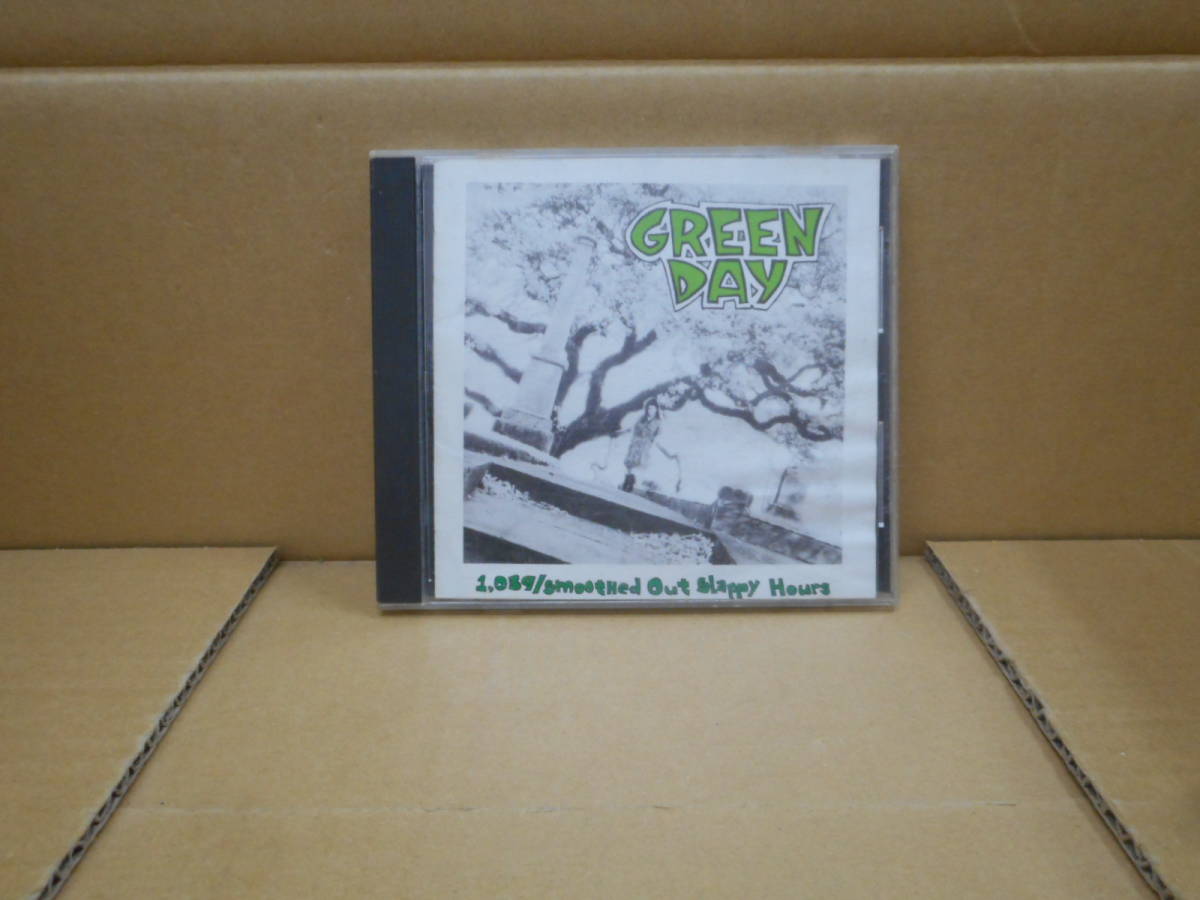 GREEN
DAY
1,039/smootHed Out Slappy Hours